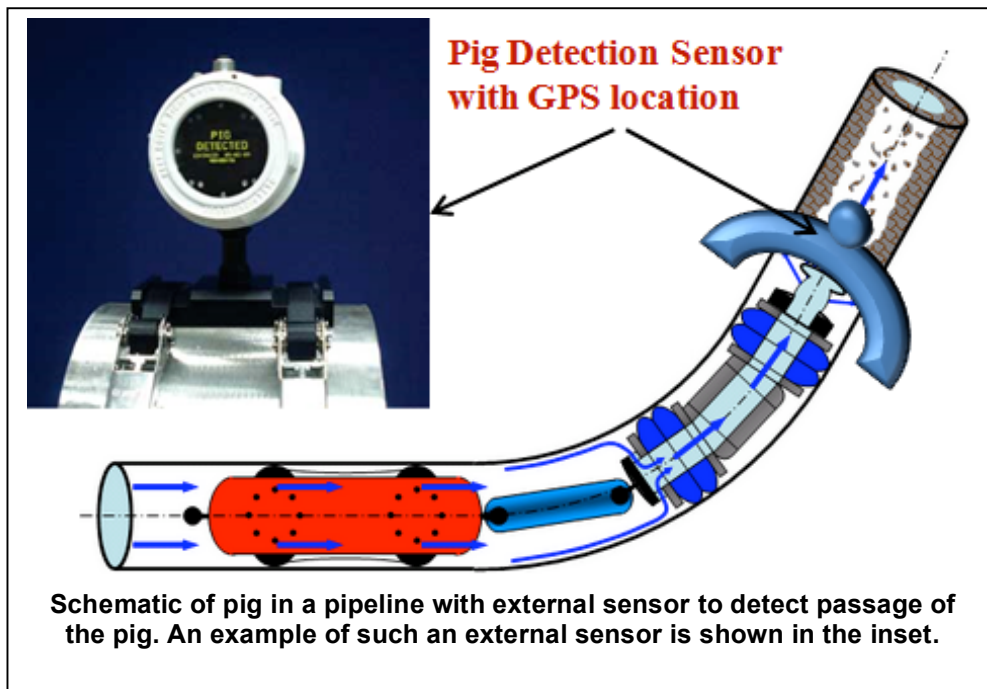 Pig Detection Sensor
with GPS location
PIG
DETECTED
Schematic of pig in a pipeline with external sensor to detect passage of
the pig. An example of such an external sensor is shown in the inset.